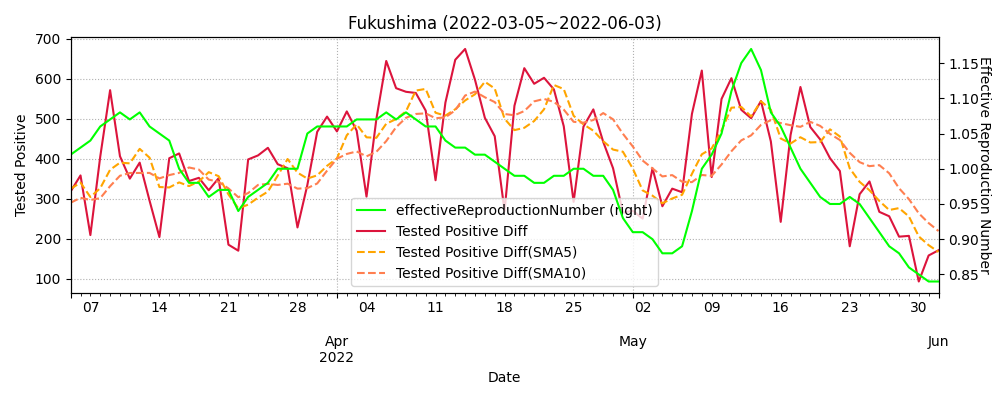 Fukushima (2022-03-05~2022-06-03)
700
600
500
400
300
200
100
Tested Positive
1.15
1.10
1.05
1.00
0.95
0.90
0.85
Effective Reproduction Number
effectiveReproductionNumber (right)
Tested Positive Diff
Tested Positive Diff(SMA5)
Tested Positive Diff(SMA10)
07 14 21 28 04 11 18 25 02 09 16 23 30
Apr May Jun
2022
Date